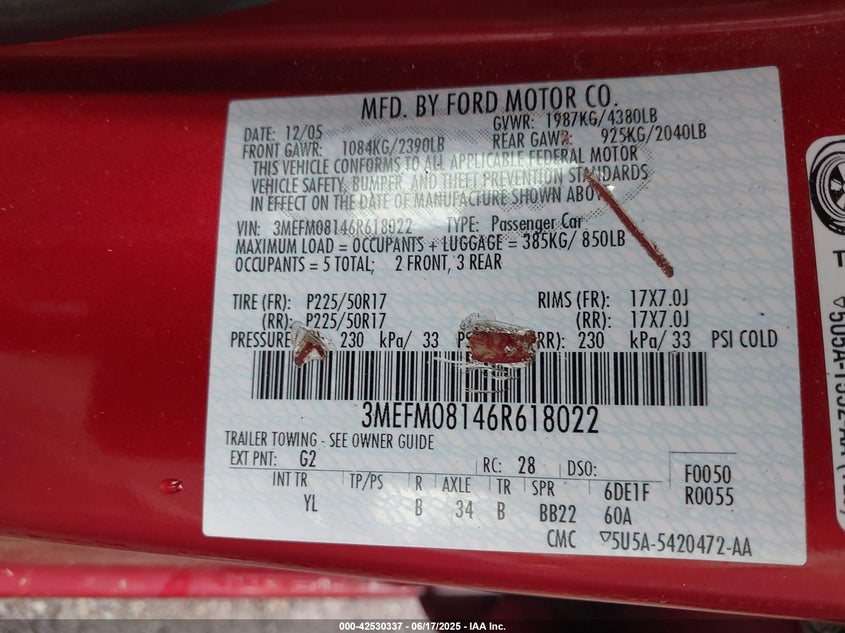 MFD. BY FORD MOTOR CO.
DATE: 12/05 GVWR: 1987KG/4380LB
FRONT GAWR: 1084KG/2390LB REAR GAWR: 925KG/2040LB
THIS VEHICLE CONFORMS TO ALL APPLICABLE FEDERAL MOTOR
VEHICLE SAFETY, BUMPER, AND THEFT PREVENTION STANDARDS
IN EFFECT ON THE DATE OF MANUFACTURE SHOWN ABOVE
VIN: 3MEFM08146R618022 TYPE: Passenger Car
MAXIMUM LOAD = OCCUPANTS + LUGGAGE = 385KG/ 850LB
OCCUPANTS = 5 TOTAL; 2 FRONT, 3 REAR
TIRE (FR): P225/50R17 RIMS (FR): 17X7.0J
(RR): P225/50R17 (RR): 17X7.0J
PRESSURE 230 kPa/ 33 (RR): 230 kPa/ 33 PSI COLD
3MEFM08146R618022
TRAILER TOWING - SEE OWNER GUIDE
EXT PNT: G2 RC: 28 DSO: F0050
INT TR TP/PS R AXLE TR SPR 6DE1F R0055
YL B 34 B BB22 60A
CMC ▽5U5A-5420472-AA
000-42530337 - 06/17/2025 - IAA Inc.